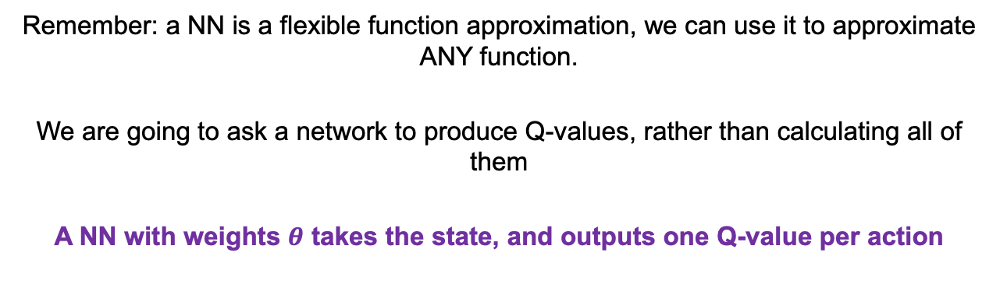 Remember: a NN is a flexible function approximation, we can use it to approximate
ANY function.
We are going to ask a network to produce Q-values, rather than calculating all of
them
A NN with weights θ takes the state, and outputs one Q-value per action